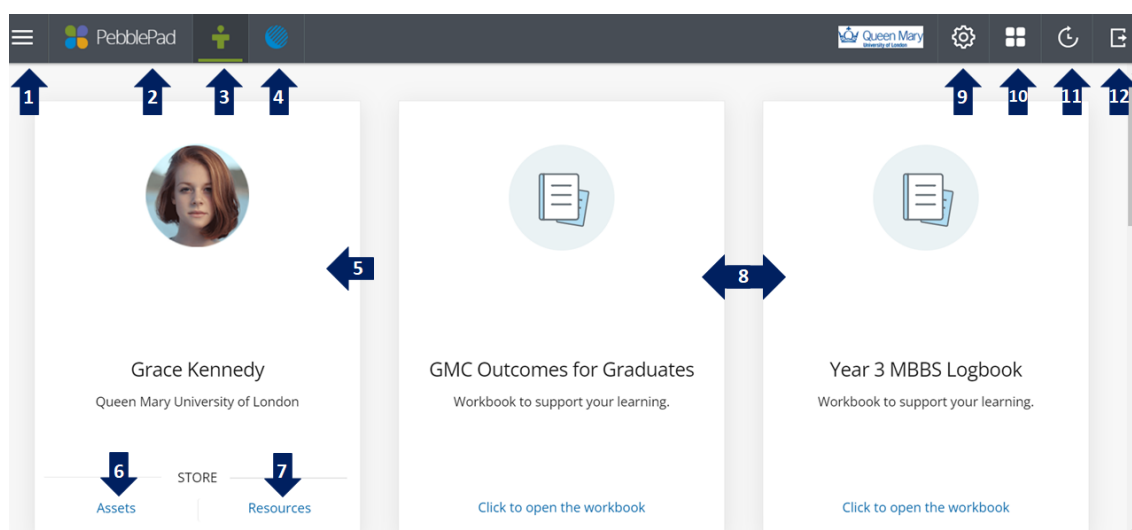 PebblePad
Queen Mary
University of London
1 2 3 4 9 10 11 12
5
8
Grace Kennedy
Queen Mary University of London
6 STORE 7
Assets Resources
GMC Outcomes for Graduates
Workbook to support your learning.
Click to open the workbook
Year 3 MBBS Logbook
Workbook to support your learning.
Click to open the workbook